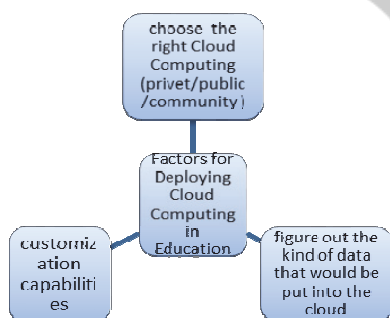 choose the
right Cloud
Computing
(privet/public
/community)
Factors for
Deploying
Cloud
Computing
in
Education
customiz
ation
capabiliti
es
figure out the
kind of data
that would be
put into the
cloud